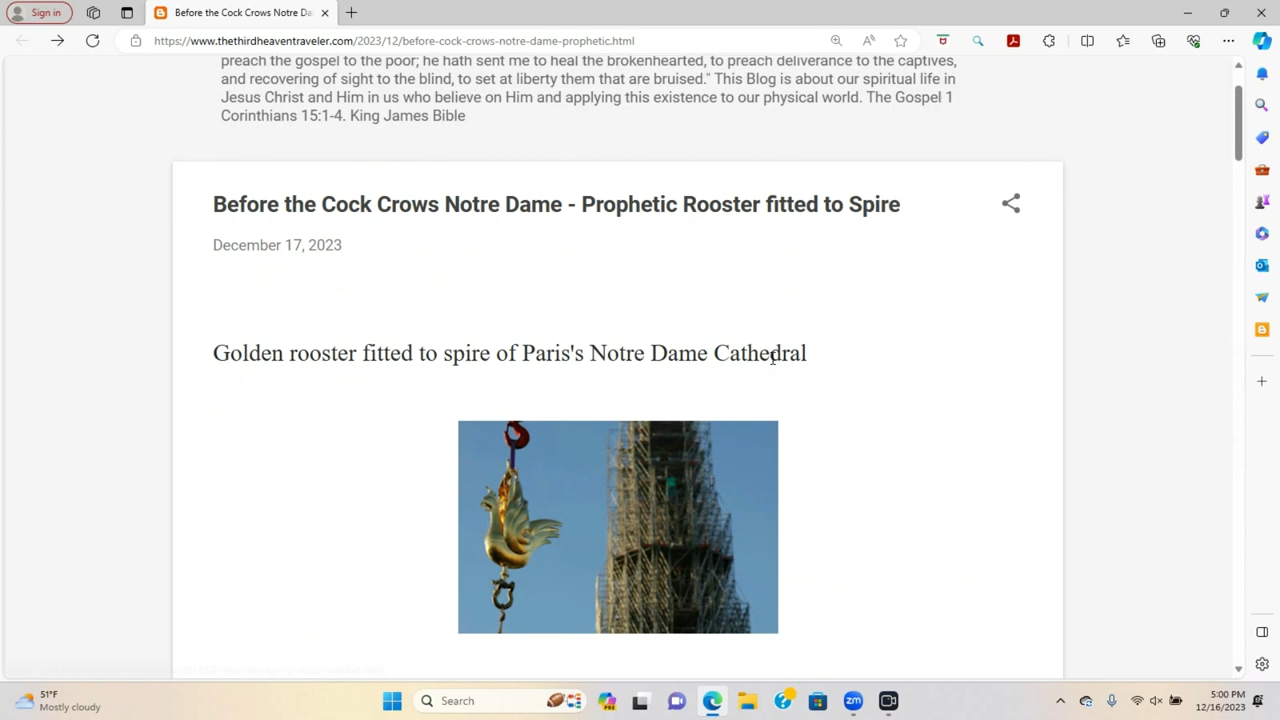 Sign in
Before the Cock Crows Notre Da
https://www.thethirdheaventraveler.com/2023/12/before-cock-crows-notre-dame-prophetic.html
preach the gospel to the poor; he hath sent me to heal the brokenhearted, to preach deliverance to the captives,
and recovering of sight to the blind, to set at liberty them that are bruised." This Blog is about our spiritual life in
Jesus Christ and Him in us who believe on Him and applying this existence to our physical world. The Gospel 1
Corinthians 15:1-4. King James Bible
Before the Cock Crows Notre Dame - Prophetic Rooster fitted to Spire
December 17, 2023
Golden rooster fitted to spire of Paris's Notre Dame Cathedral
51°F
Mostly cloudy
Search
5:00 PM
12/16/2023